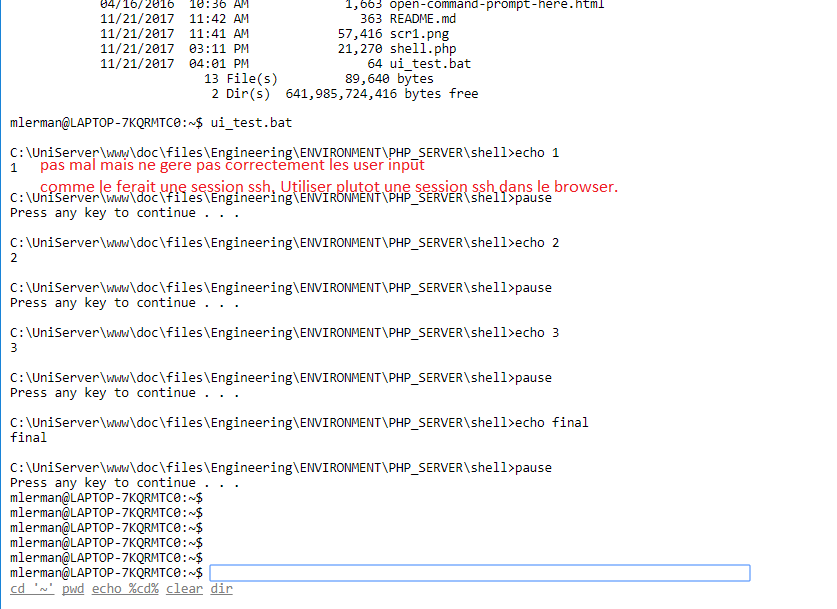 04/16/2016  10:36 AM             1,663 open-command-prompt-here.html
11/21/2017  11:42 AM               363 README.md
11/21/2017  11:41 AM            57,416 scr1.png
11/21/2017  03:11 PM            21,270 shell.php
11/21/2017  04:01 PM                64 ui_test.bat
13 File(s)         89,640 bytes
2 Dir(s)  641,985,724,416 bytes free
mlerman@LAPTOP-7KQRMTC0:~$ ui_test.bat
C:\UniServer\www\doc\files\Engineering\ENVIRONMENT\PHP_SERVER\shell>echo 1
1
pas mal mais ne gere pas correctement les user input
comme le ferait une session ssh. Utiliser plutot une session ssh dans le browser.
C:\UniServer\www\doc\files\Engineering\ENVIRONMENT\PHP_SERVER\shell>pause
Press any key to continue . . .
C:\UniServer\www\doc\files\Engineering\ENVIRONMENT\PHP_SERVER\shell>echo 2
2
C:\UniServer\www\doc\files\Engineering\ENVIRONMENT\PHP_SERVER\shell>pause
Press any key to continue . . .
C:\UniServer\www\doc\files\Engineering\ENVIRONMENT\PHP_SERVER\shell>echo 3
3
C:\UniServer\www\doc\files\Engineering\ENVIRONMENT\PHP_SERVER\shell>pause
Press any key to continue . . .
C:\UniServer\www\doc\files\Engineering\ENVIRONMENT\PHP_SERVER\shell>echo final
final
C:\UniServer\www\doc\files\Engineering\ENVIRONMENT\PHP_SERVER\shell>pause
Press any key to continue . . .
mlerman@LAPTOP-7KQRMTC0:~$
mlerman@LAPTOP-7KQRMTC0:~$
mlerman@LAPTOP-7KQRMTC0:~$
mlerman@LAPTOP-7KQRMTC0:~$
mlerman@LAPTOP-7KQRMTC0:~$
mlerman@LAPTOP-7KQRMTC0:~$
cd '~' pwd echo %cd% clear dir